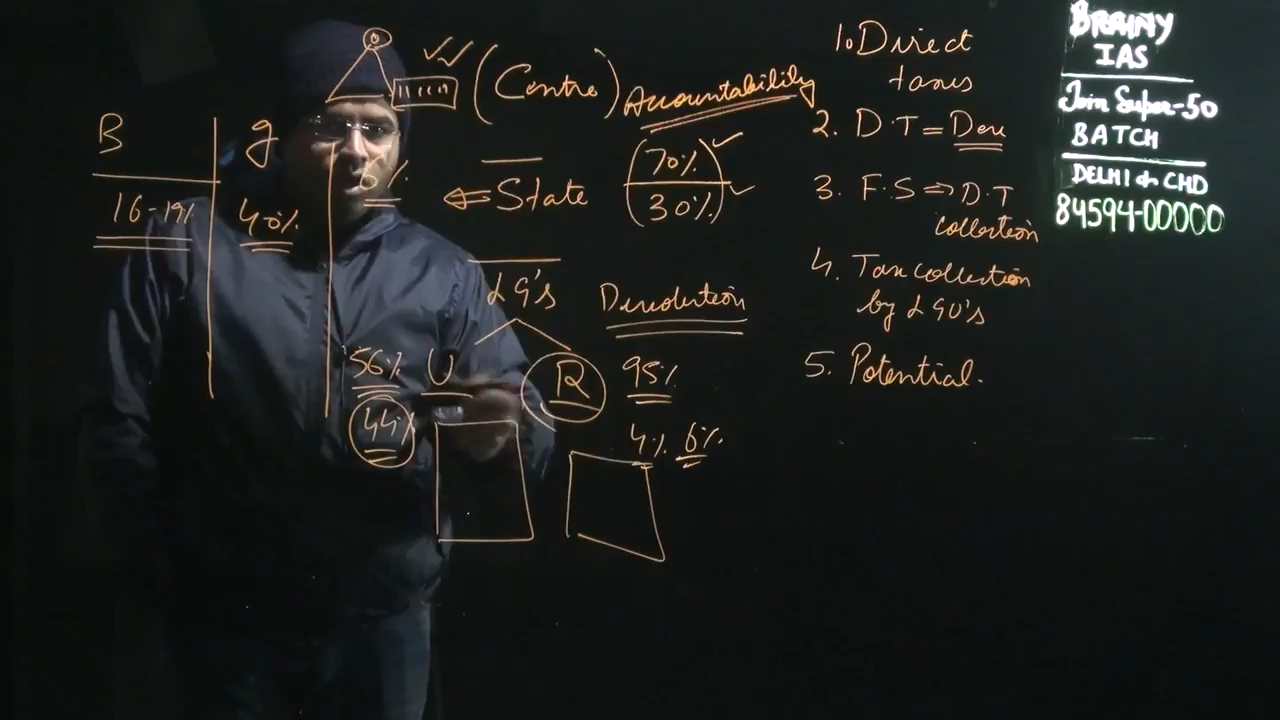 (Centre)
Accountability
B
g
6%
16-19%
40%
State
70%
30%
LG's
Devolution
56%
U
R
95%
44%
4% 6%
1. Direct
taxes
2. D.T = Dev
3. F.S ⇒ D.T
collection
4. Tax collection
by LGO's
5. Potential.
BRAINY
IAS
Join Super-50
BATCH
DELHI & CHD
84594-00000